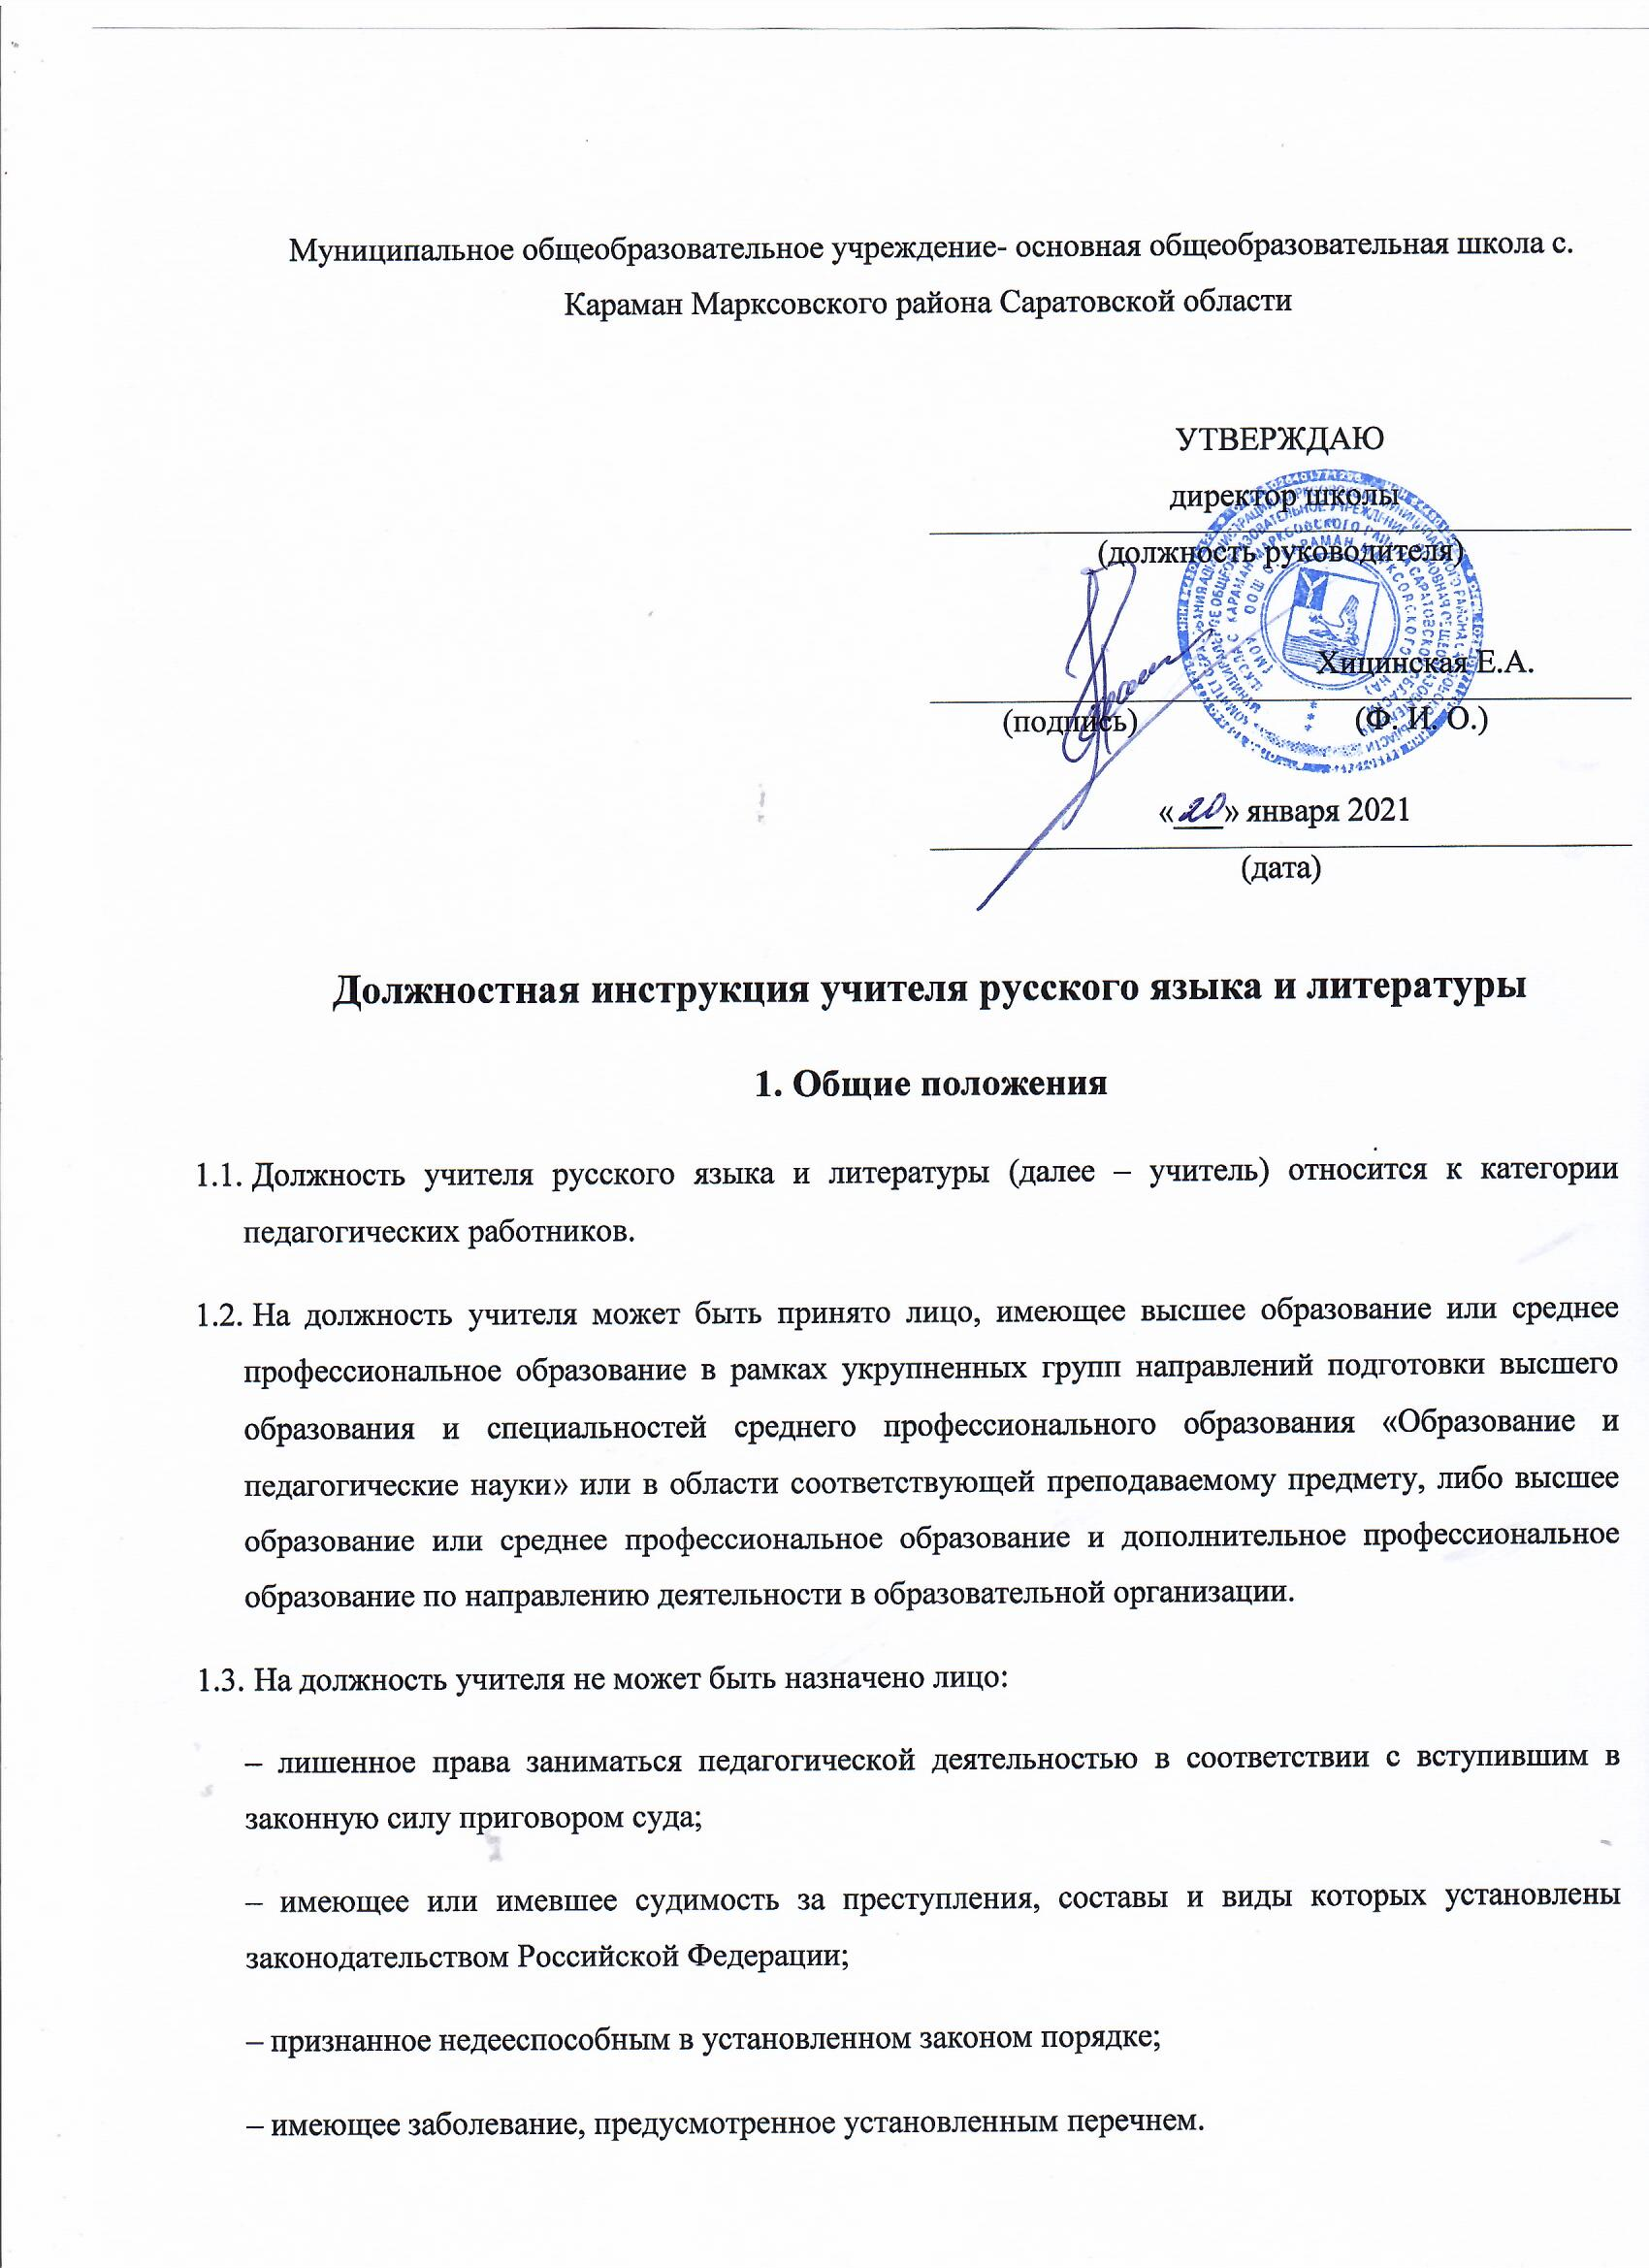 Муниципальное общеобразовательное учреждение- основная общеобразовательная школа с.
Караман Марксовского района Саратовской области
УТВЕРЖДАЮ
директор школы
(должность руководителя)
Хицинская Е.А.
(подпись) (Ф. И. О.)
«20» января 2021
(дата)
Должностная инструкция учителя русского языка и литературы
1. Общие положения
1.1. Должность учителя русского языка и литературы (далее – учитель) относится к категории
педагогических работников.
1.2. На должность учителя может быть принято лицо, имеющее высшее образование или среднее
профессиональное образование в рамках укрупненных групп направлений подготовки высшего
образования и специальностей среднего профессионального образования «Образование и
педагогические науки» или в области соответствующей преподаваемому предмету, либо высшее
образование или среднее профессиональное образование и дополнительное профессиональное
образование по направлению деятельности в образовательной организации.
1.3. На должность учителя не может быть назначено лицо:
– лишенное права заниматься педагогической деятельностью в соответствии с вступившим в
законную силу приговором суда;
– имеющее или имевшее судимость за преступления, составы и виды которых установлены
законодательством Российской Федерации;
– признанное недееспособным в установленном законом порядке;
– имеющее заболевание, предусмотренное установленным перечнем.